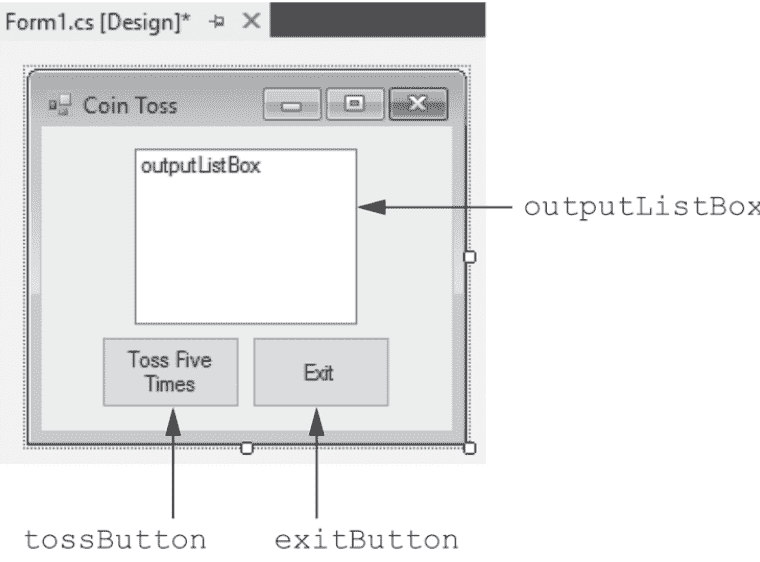 Form1.cs [Design]*
Coin Toss
outputListBox
outputListBox
Toss Five
Times
Exit
tossButton
exitButton